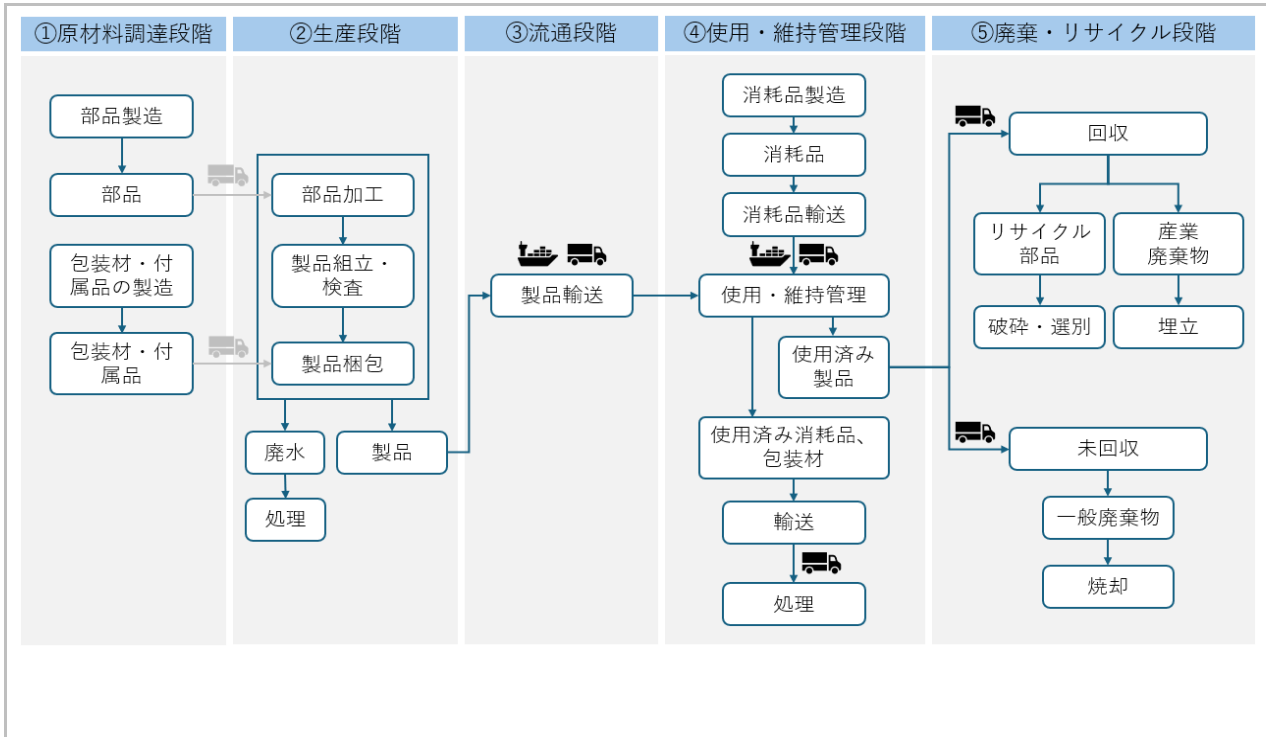 ①原材料調達段階
②生産段階
③流通段階
④使用・維持管理段階
⑤廃棄・リサイクル段階
部品製造
部品
包装材・付
属品の製造
包装材・付
属品
部品加工
製品組立・
検査
製品梱包
廃水
処理
製品
製品輸送
消耗品製造
消耗品
消耗品輸送
使用・維持管理
使用済み
製品
使用済み消耗品、
包装材
輸送
処理
回収
リサイクル
部品
破砕・選別
産業
廃棄物
埋立
未回収
一般廃棄物
焼却